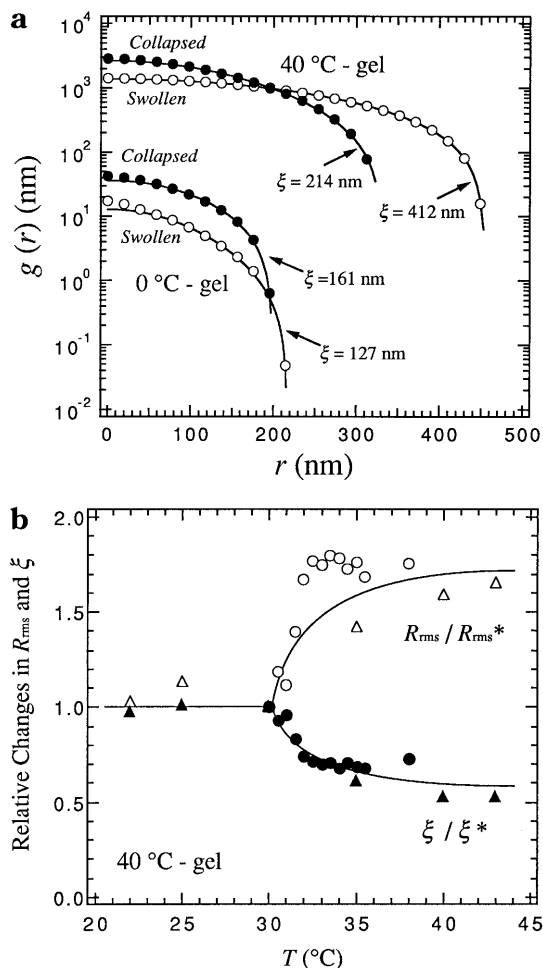 a
Collapsed
40 °C - gel
Swollen
Collapsed
ξ = 214 nm
ξ = 412 nm
Swollen
ξ =161 nm
0 °C - gel
ξ = 127 nm
g (r) (nm)
10^4
10^3
10^2
10^1
10^0
10^-1
10^-2
0 100 200 300 400 500
r (nm)
b
Relative Changes in Rrms and ξ
2.0
1.5
1.0
0.5
0.0
Rrms / Rrms*
ξ / ξ*
40 °C - gel
20 25 30 35 40 45
T (°C)